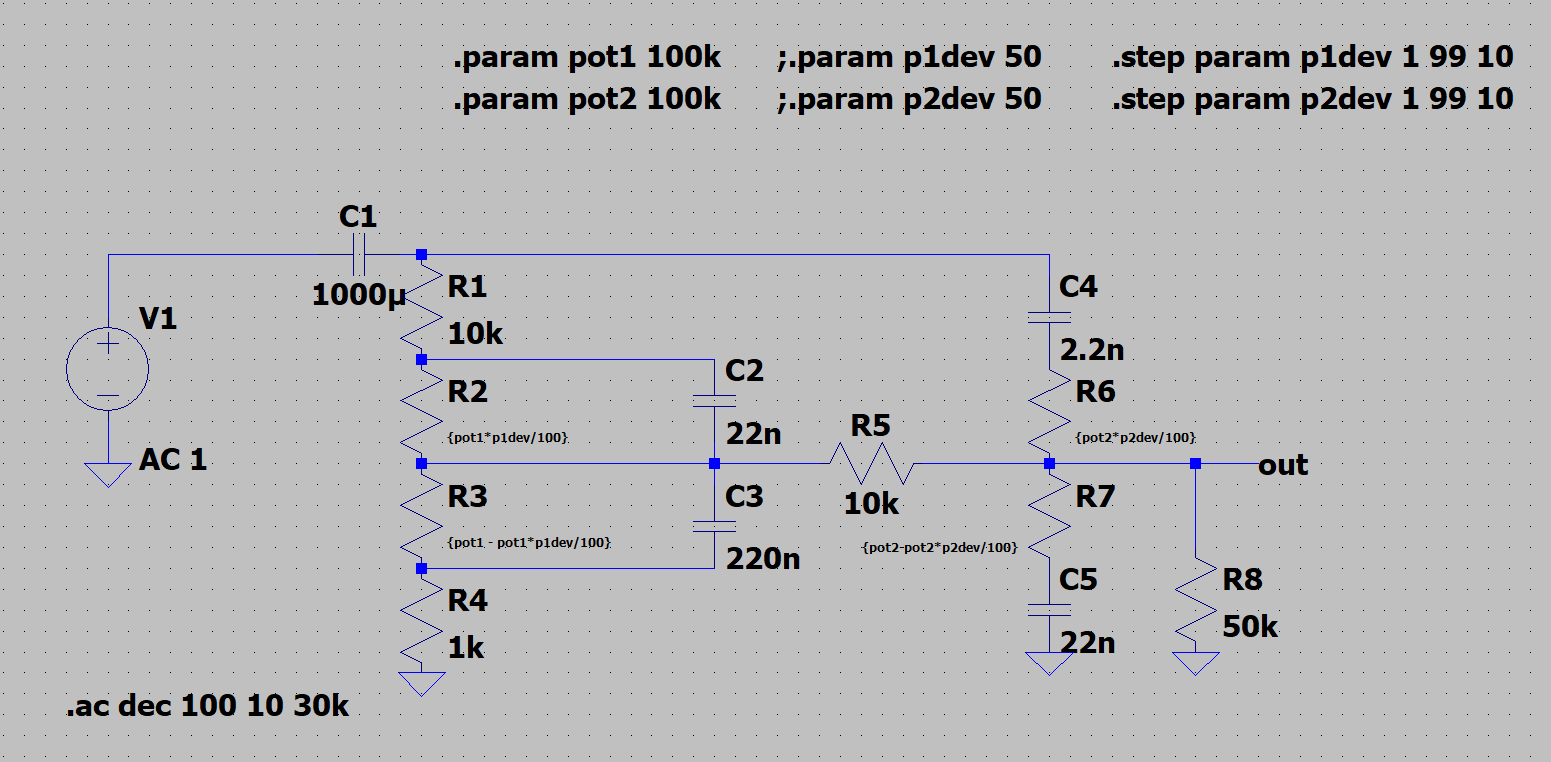 .param pot1 100k ;.param p1dev 50 .step param p1dev 1 99 10
.param pot2 100k ;.param p2dev 50 .step param p2dev 1 99 10
C1
1000µ
V1
AC 1
R1
10k
R2
{pot1*p1dev/100}
R3
{pot1 - pot1*p1dev/100}
R4
1k
C2
22n
C3
220n
R5
10k
C4
2.2n
R6
{pot2*p2dev/100}
out
R7
{pot2-pot2*p2dev/100}
C5
22n
R8
50k
.ac dec 100 10 30k